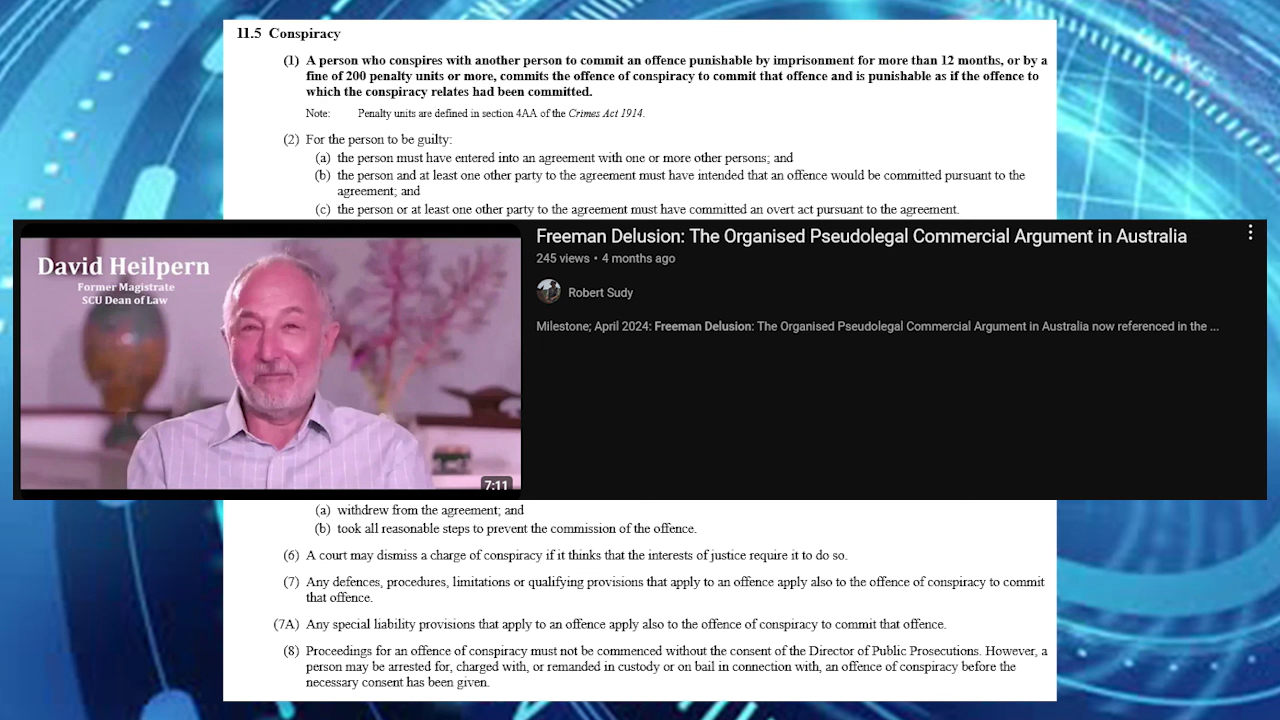 11.5 Conspiracy
(1) A person who conspires with another person to commit an offence punishable by imprisonment for more than 12 months, or by a
fine of 200 penalty units or more, commits the offence of conspiracy to commit that offence and is punishable as if the offence to
which the conspiracy relates had been committed.
Note: Penalty units are defined in section 4AA of the Crimes Act 1914.
(2) For the person to be guilty:
(a) the person must have entered into an agreement with one or more other persons; and
(b) the person and at least one other party to the agreement must have intended that an offence would be committed pursuant to the
agreement; and
(c) the person or at least one other party to the agreement must have committed an overt act pursuant to the agreement.
David Heilpern
Former Magistrate
SCU Dean of Law
7:11
Freeman Delusion: The Organised Pseudolegal Commercial Argument in Australia
245 views • 4 months ago
Robert Sudy
Milestone; April 2024: Freeman Delusion: The Organised Pseudolegal Commercial Argument in Australia now referenced in the ...
(a) withdrew from the agreement; and
(b) took all reasonable steps to prevent the commission of the offence.
(6) A court may dismiss a charge of conspiracy if it thinks that the interests of justice require it to do so.
(7) Any defences, procedures, limitations or qualifying provisions that apply to an offence apply also to the offence of conspiracy to commit
that offence.
(7A) Any special liability provisions that apply to an offence apply also to the offence of conspiracy to commit that offence.
(8) Proceedings for an offence of conspiracy must not be commenced without the consent of the Director of Public Prosecutions. However, a
person may be arrested for, charged with, or remanded in custody or on bail in connection with, an offence of conspiracy before the
necessary consent has been given.